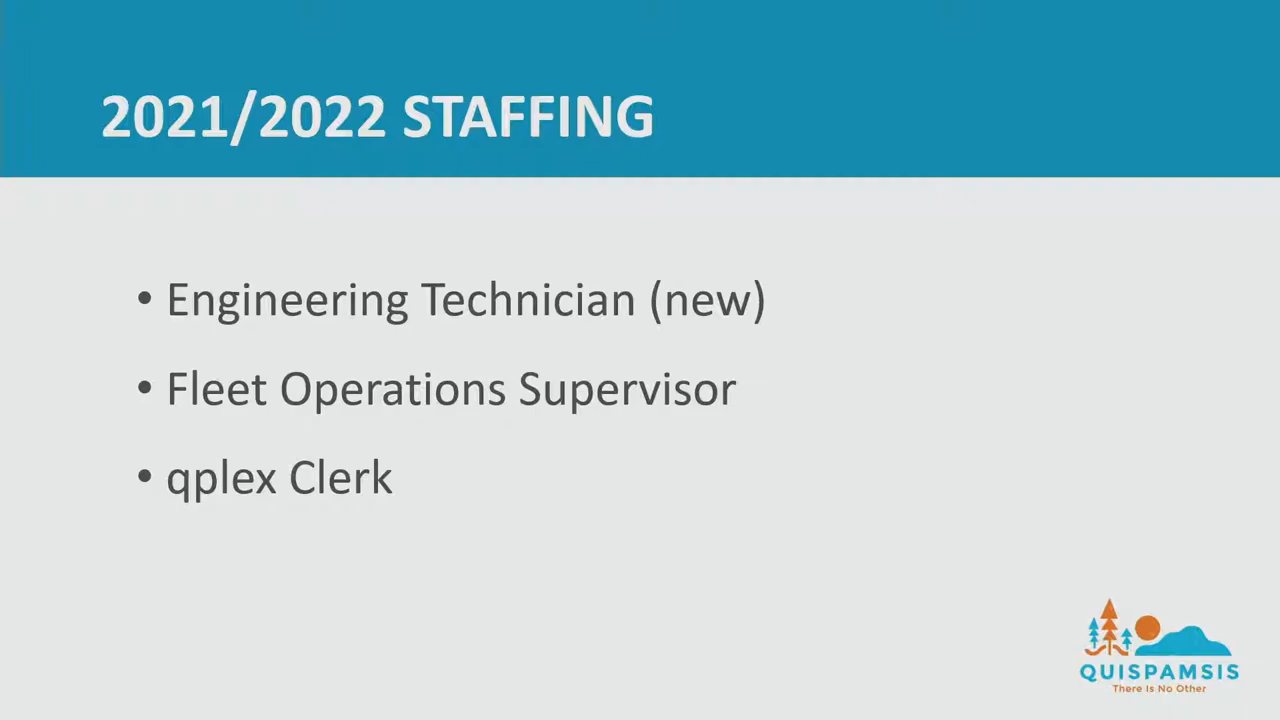 2021/2022 STAFFING
• Engineering Technician (new)
• Fleet Operations Supervisor
• qplex Clerk
QUISPAMSIS
There Is No Other